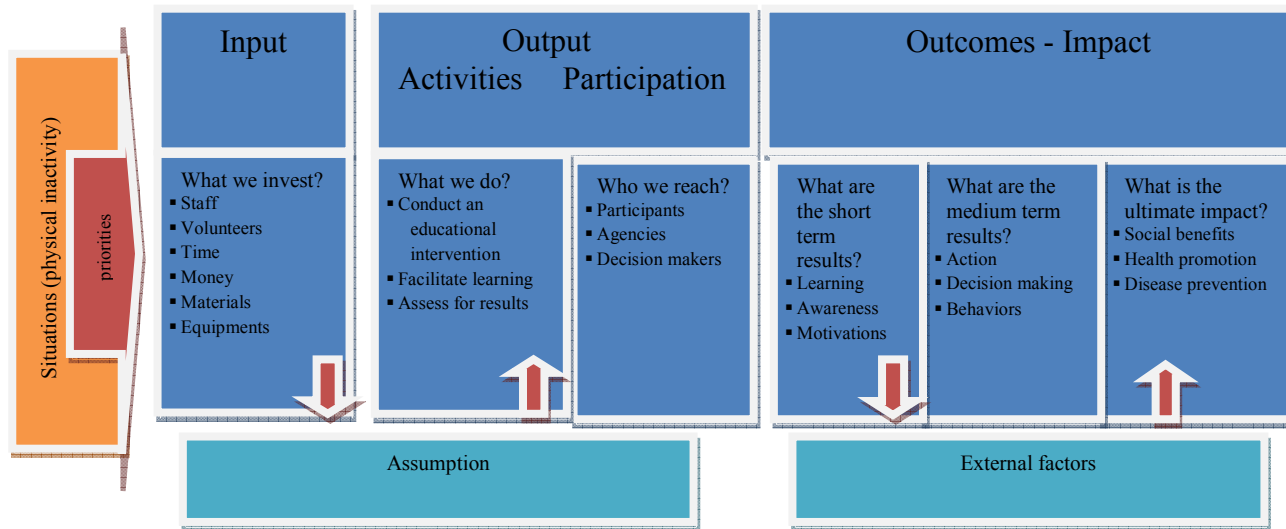 Situations (physical inactivity)
priorities
Input
Output
Activities Participation
Outcomes - Impact
What we invest?
▪ Staff
▪ Volunteers
▪ Time
▪ Money
▪ Materials
▪ Equipments
What we do?
▪ Conduct an
educational
intervention
▪ Facilitate learning
▪ Assess for results
Who we reach?
▪ Participants
▪ Agencies
▪ Decision makers
What are
the short
term
results?
▪ Learning
▪ Awareness
▪ Motivations
What are the
medium term
results?
▪ Action
▪ Decision making
▪ Behaviors
What is the
ultimate impact?
▪ Social benefits
▪ Health promotion
▪ Disease prevention
Assumption
External factors